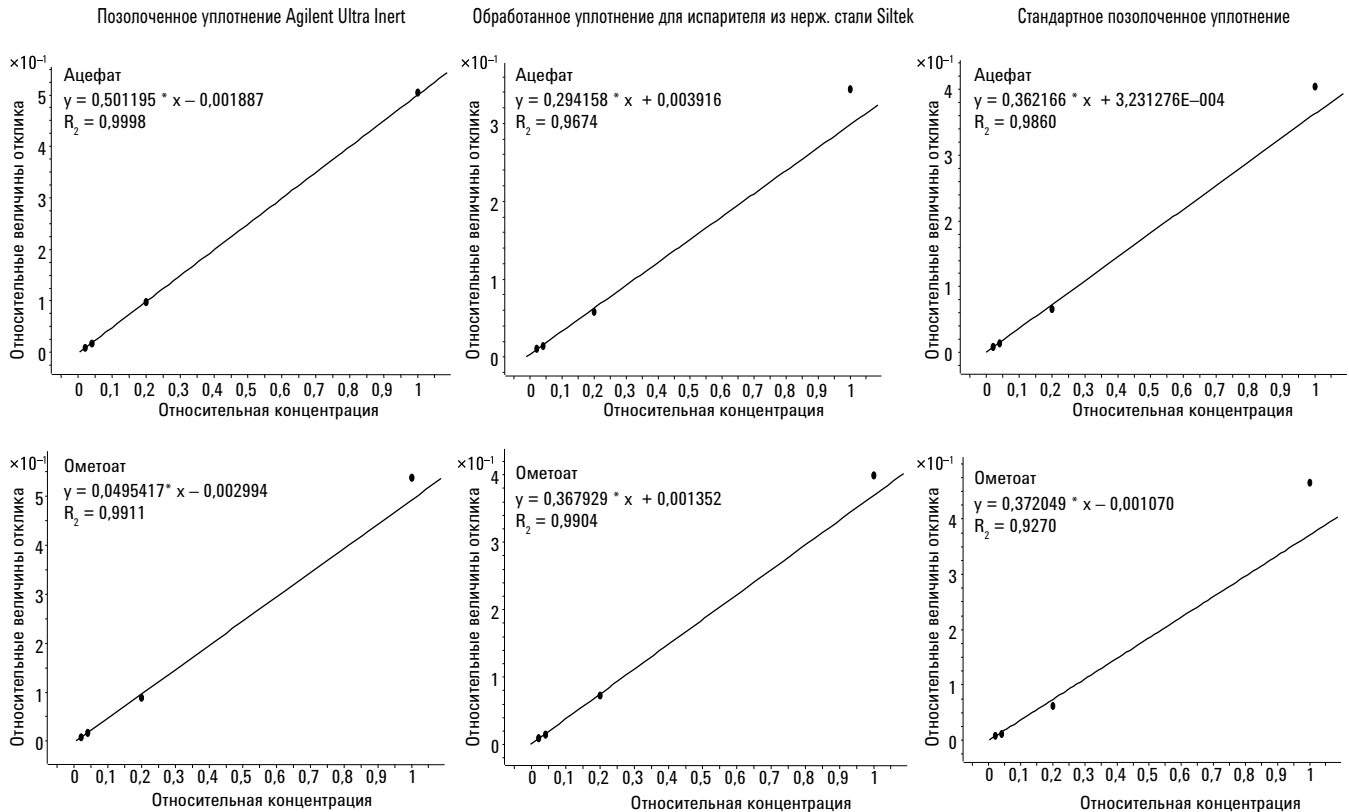 Позолоченное уплотнение Agilent Ultra Inert
Обработанное уплотнение для испарителя из нерж. стали Siltek
Стандартное позолоченное уплотнение
×10⁻¹
Ацефат
y = 0,501195 * x – 0,001887
R₂ = 0,9998
Относительные величины отклика
5
4
3
2
1
0
0 0,1 0,2 0,3 0,4 0,5 0,6 0,7 0,8 0,9 1
Относительная концентрация
×10⁻¹
Ацефат
y = 0,294158 * x + 0,003916
R₂ = 0,9674
Относительные величины отклика
3
2
1
0
0 0,1 0,2 0,3 0,4 0,5 0,6 0,7 0,8 0,9 1
Относительная концентрация
×10⁻¹
Ацефат
y = 0,362166 * x + 3,231276E–004
R₂ = 0,9860
Относительные величины отклика
4
3
2
1
0
0 0,1 0,2 0,3 0,4 0,5 0,6 0,7 0,8 0,9 1
Относительная концентрация
×10⁻¹
Ометоат
y = 0,0495417* x – 0,002994
R₂ = 0,9911
Относительные величины отклика
5
4
3
2
1
0
0 0,1 0,2 0,3 0,4 0,5 0,6 0,7 0,8 0,9 1
Относительная концентрация
×10⁻¹
Ометоат
y = 0,367929 * x + 0,001352
R₂ = 0,9904
Относительные величины отклика
4
3
2
1
0
0 0,1 0,2 0,3 0,4 0,5 0,6 0,7 0,8 0,9 1
Относительная концентрация
×10⁻¹
Ометоат
y = 0,372049 * x – 0,001070
R₂ = 0,9270
Относительные величины отклика
4
3
2
1
0
0 0,1 0,2 0,3 0,4 0,5 0,6 0,7 0,8 0,9 1
Относительная концентрация